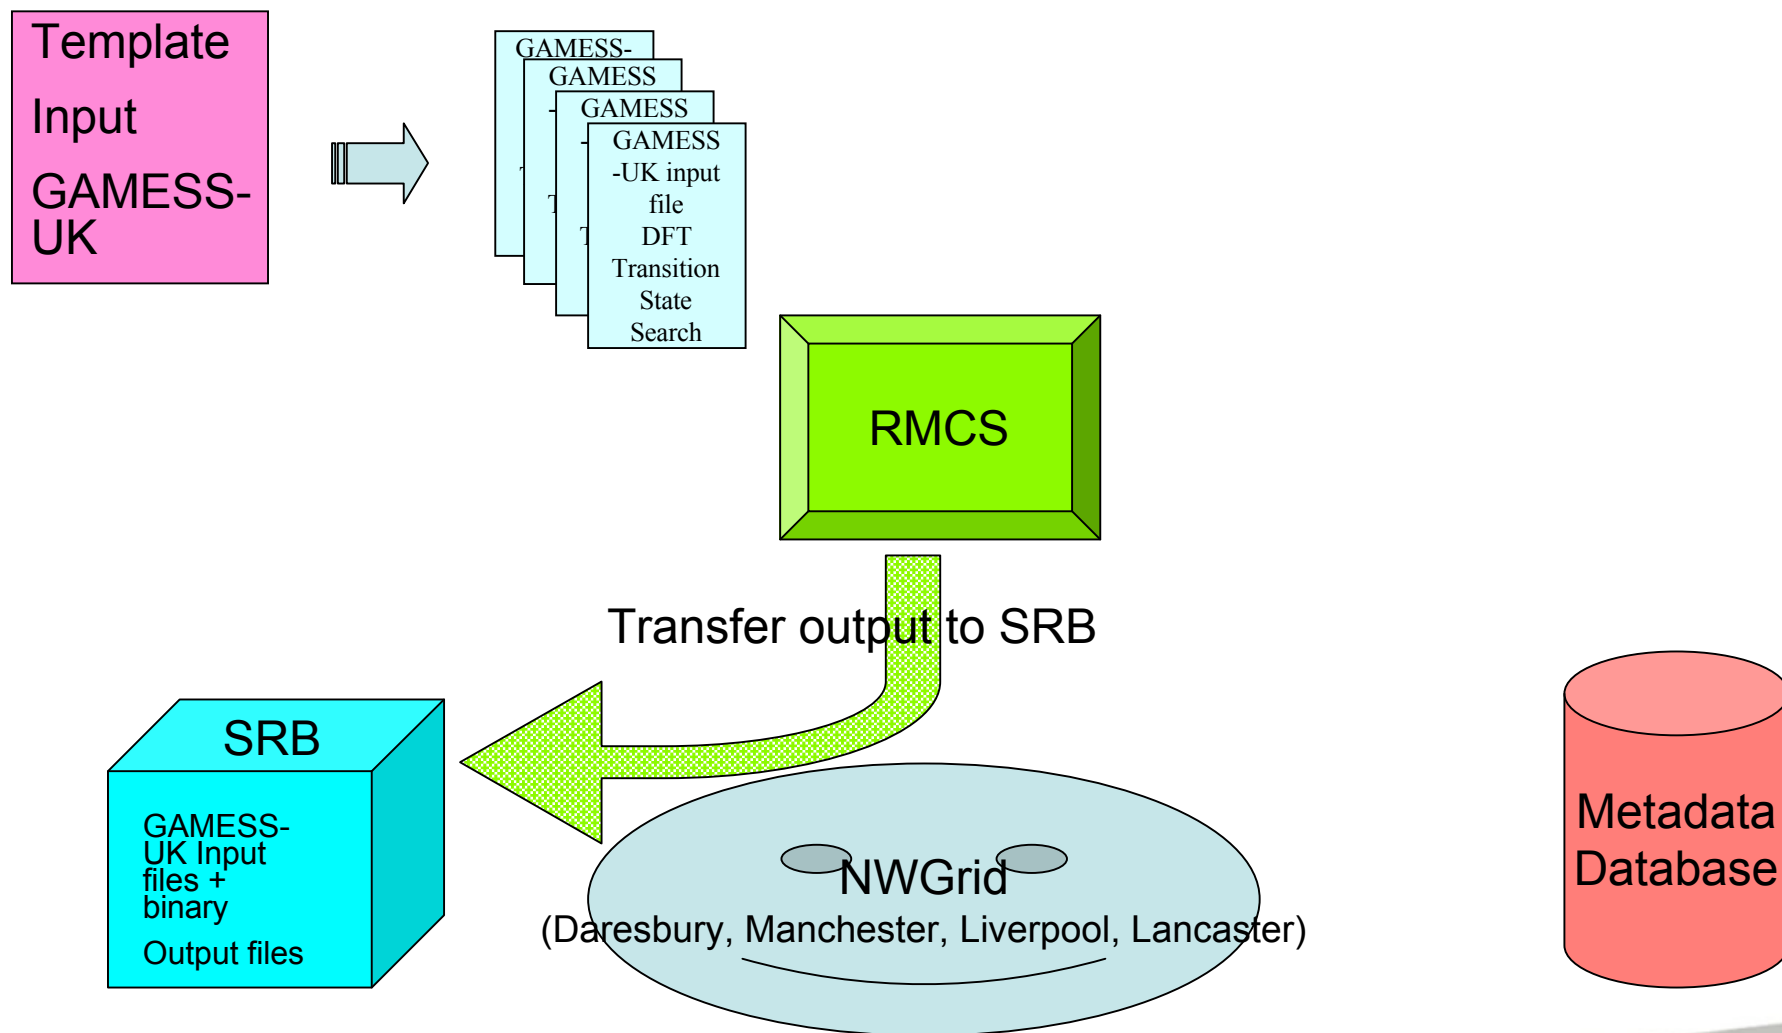 Template
Input
GAMESS-
UK
GAMESS-
T
GAMESS
-
T
GAMESS
-
T
GAMESS
-UK input
file
DFT
Transition
State
Search
RMCS
Transfer output to SRB
SRB
GAMESS-
UK Input
files +
binary
Output files
NWGrid
(Daresbury, Manchester, Liverpool, Lancaster)
Metadata
Database